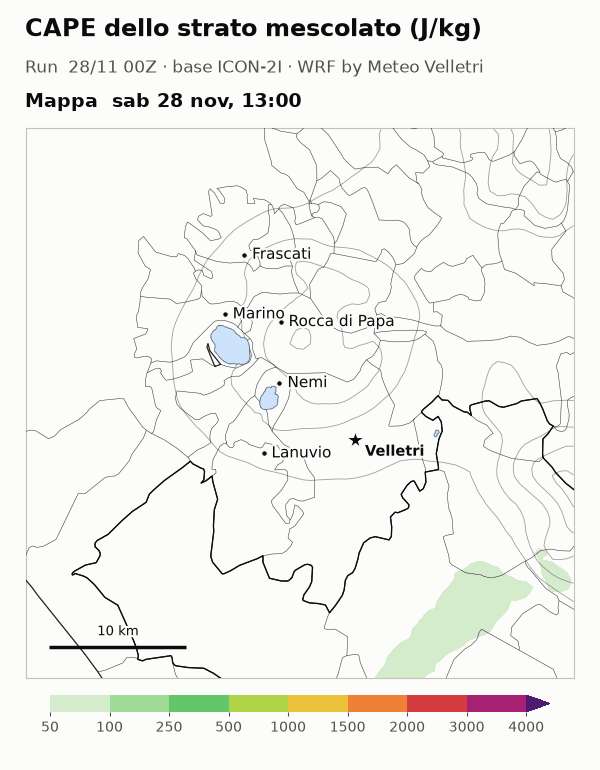 CAPE dello strato mescolato (J/kg)
Run  28/11 00Z · base ICON-2I · WRF by Meteo Velletri
Mappa  sab 28 nov, 13:00
Frascati
Marino
Rocca di Papa
Nemi
Velletri
Lanuvio
10 km
50 100 250 500 1000 1500 2000 3000 4000